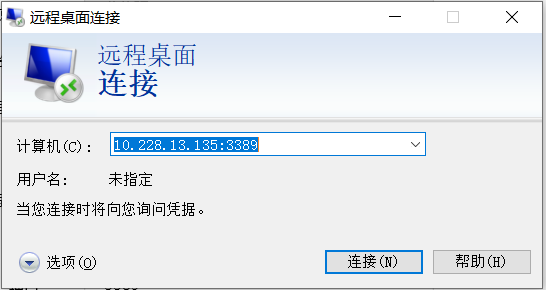 远程桌面连接
远程桌面
连接
计算机(C)： 10.228.13.135:3389
用户名： 未指定
当您连接时将向您询问凭据。
选项(O) 连接(N) 帮助(H)